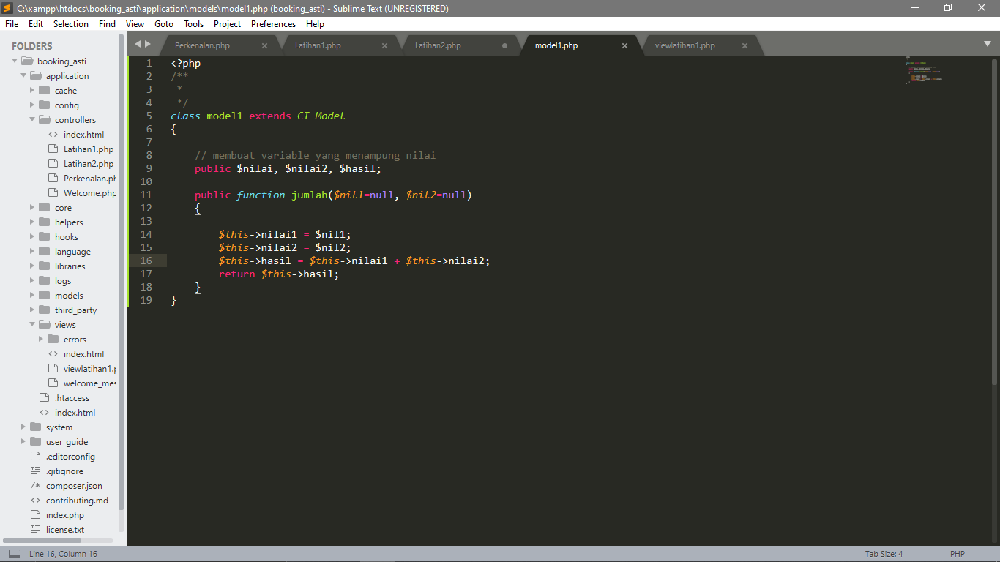 C:\xampp\htdocs\booking_asti\application\models\model1.php (booking_asti) - Sublime Text (UNREGISTERED)
File Edit Selection Find View Goto Tools Project Preferences Help
FOLDERS
booking_asti
application
cache
config
controllers
index.html
Latihan1.php
Latihan2.php
Perkenalan.ph
Welcome.php
core
helpers
hooks
language
libraries
logs
models
third_party
views
errors
index.html
viewlatihan1.p
welcome_mes
.htaccess
index.html
system
user_guide
.editorconfig
.gitignore
composer.json
contributing.md
index.php
license.txt
Perkenalan.php Latihan1.php Latihan2.php model1.php viewlatihan1.php
1 <?php
2 /**
3  *
4  */
5 class model1 extends CI_Model
6 {
7
8     // membuat variable yang menampung nilai
9     public $nilai, $nilai2, $hasil;
10
11     public function jumlah($nil1=null, $nil2=null)
12     {
13
14         $this->nilai1 = $nil1;
15         $this->nilai2 = $nil2;
16         $this->hasil = $this->nilai1 + $this->nilai2;
17         return $this->hasil;
18     }
19 }
Line 16, Column 16 Tab Size: 4 PHP